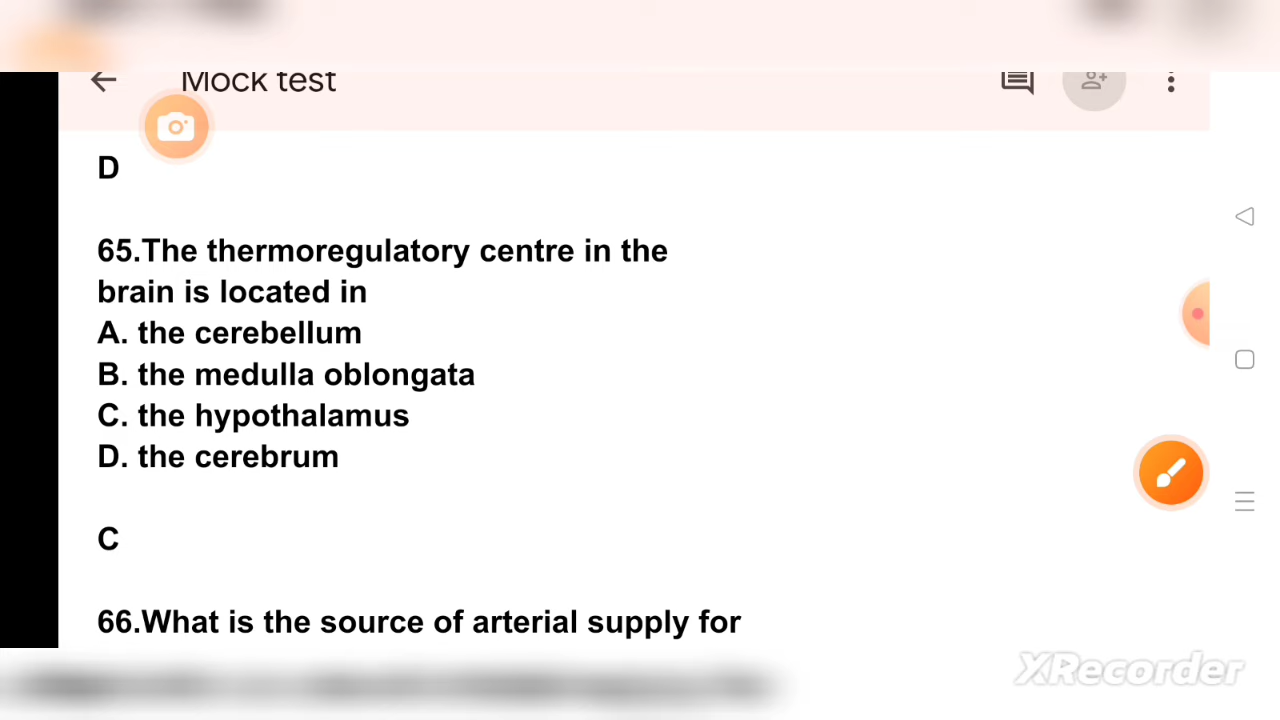 Mock test
D
65.The thermoregulatory centre in the
brain is located in
A. the cerebellum
B. the medulla oblongata
C. the hypothalamus
D. the cerebrum
C
66.What is the source of arterial supply for
XRecorder